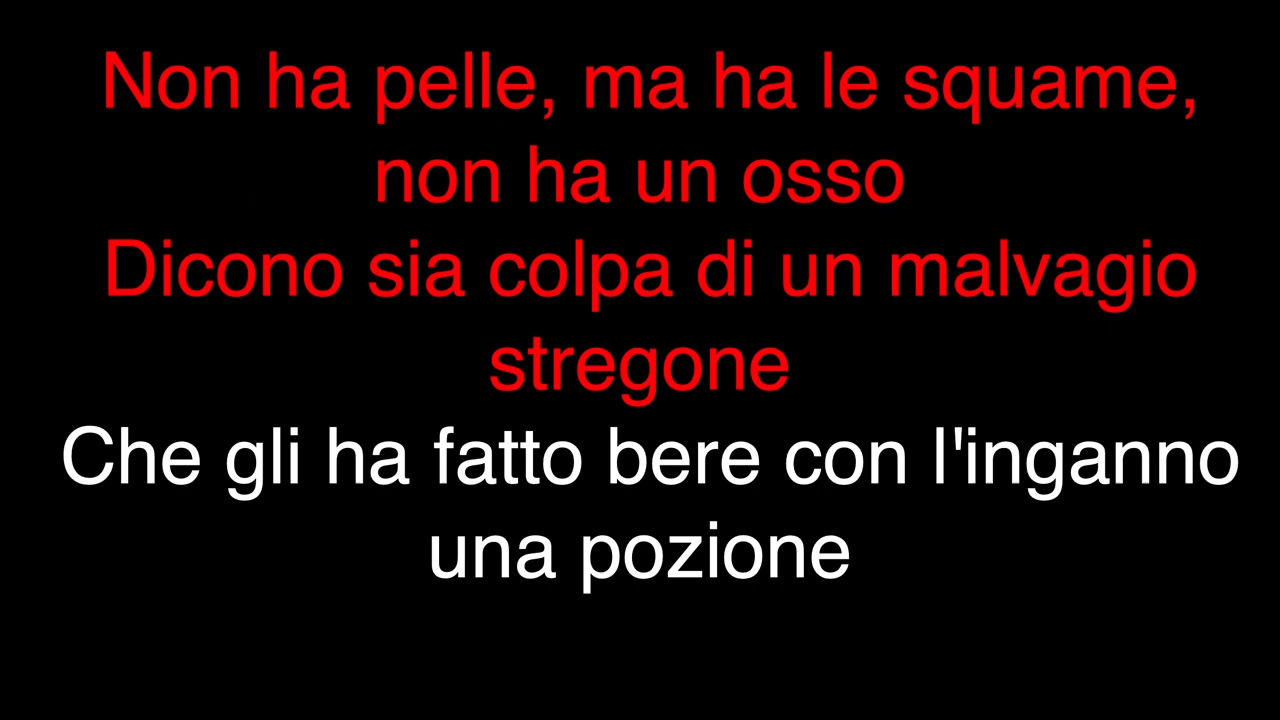 Non ha pelle, ma ha le squame,
non ha un osso
Dicono sia colpa di un malvagio
stregone
Che gli ha fatto bere con l'inganno
una pozione